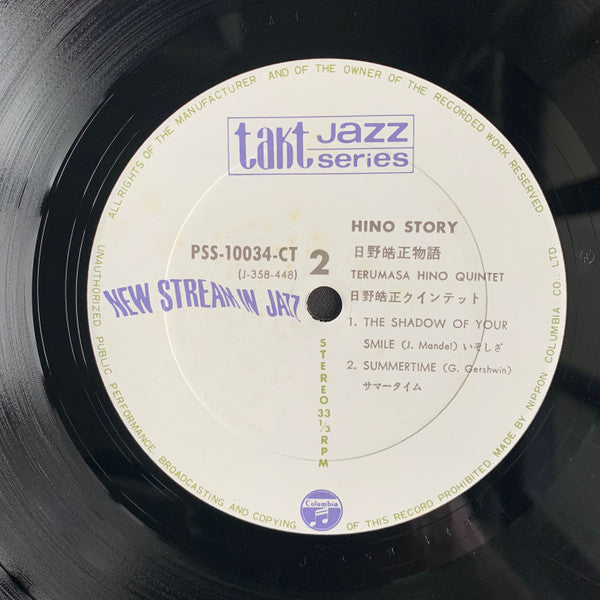 ALL RIGHTS OF THE MANUFACTURER AND OF THE OWNER OF THE RECORDED WORK RESERVED.
takt JAZZ
series
HINO STORY
PSS-10034-CT 2
(J-358-448)
日野皓正物語
TERUMASA HINO QUINTET
日野皓正クインテット
NEW STREAM IN JAZZ
1. THE SHADOW OF YOUR
SMILE (J. Mandel) いそしぎ
2. SUMMERTIME (G. Gershwin)
サマータイム
STEREO 33 1/3 RPM
Columbia
UNAUTHORIZED PUBLIC PERFORMANCE BROADCASTING AND COPYING OF THIS RECORD PROHIBITED MADE BY NIPPON COLUMBIA CO., LTD.